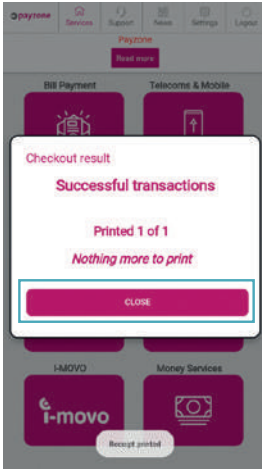 payzone
Services
Support
News
Settings
Logout
Payzone
Read more
Bill Payment
Telecoms & Mobile
Checkout result
Successful transactions
Printed 1 of 1
Nothing more to print
CLOSE
I-MOVO
Money Services
i-movo
Receipt printed